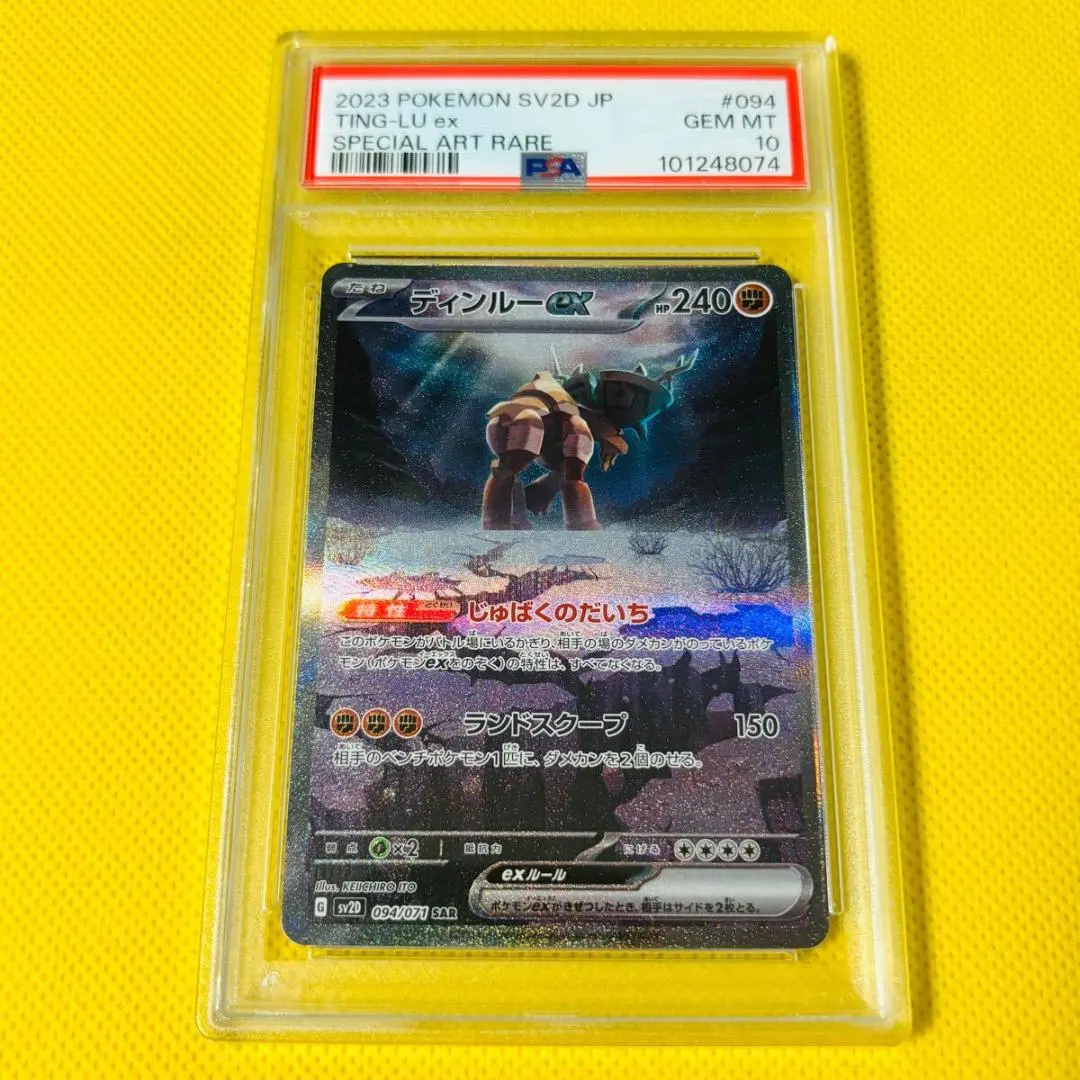 2023 POKEMON SV2D JP #094
TING-LU ex GEM MT
SPECIAL ART RARE 10
PSA 101248074
たね ディンルーex HP 240
特性 とくせい じゅばくのだいち
このポケモンがバトル場にいるかぎり、相手の場のダメカンがのっているポケ
モン(ポケモンexをのぞく)の特性は、すべてなくなる。
ランドスクープ 150
相手のベンチポケモン1匹に、ダメカンを2個のせる。
弱点 ×2 抵抗力 にげる
exルール
Illus. KEIICHIRO ITO
ポケモンexがきぜつしたとき、相手はサイドを2枚とる。
G SV2D 094/071 SAR